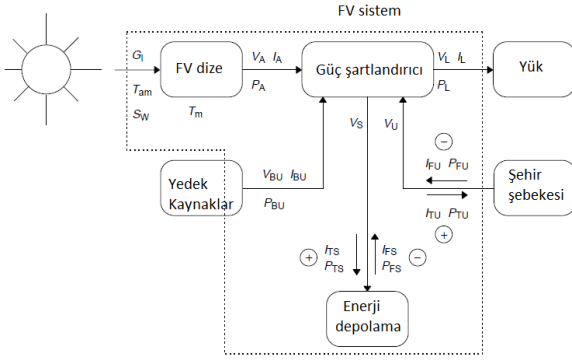 FV sistem
G_I
T_am
S_W
FV dize
T_m
V_A I_A
P_A
Güç şartlandırıcı
V_L I_L
P_L
Yük
V_S
V_U
Yedek
Kaynaklar
V_BU I_BU
P_BU
−
I_FU P_FU
I_TU P_TU
+
Şehir
şebekesi
+
I_TS
P_TS
I_FS
P_FS
−
Enerji
depolama